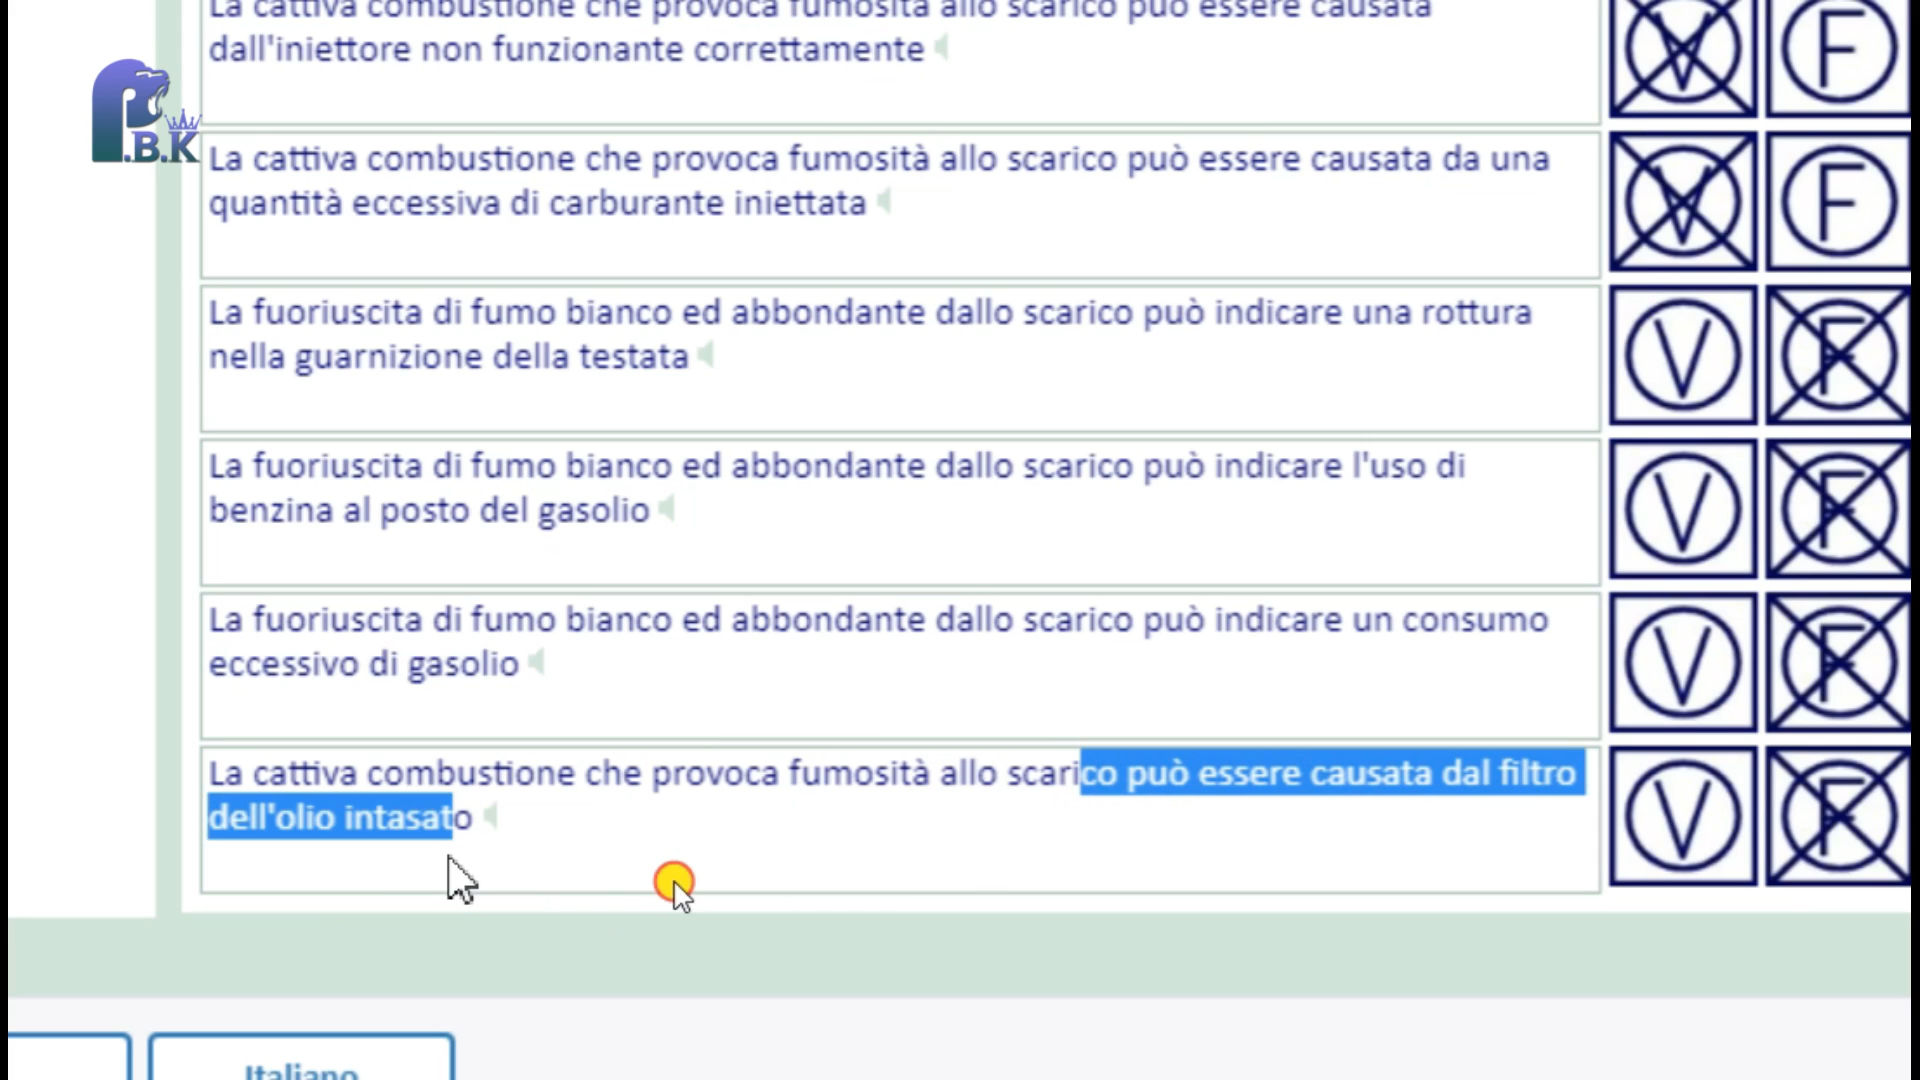 La cattiva combustione che provoca fumosità allo scarico può essere causata
dall'iniettore non funzionante correttamente
V F
P.B.K
La cattiva combustione che provoca fumosità allo scarico può essere causata da una
quantità eccessiva di carburante iniettata
V F
La fuoriuscita di fumo bianco ed abbondante dallo scarico può indicare una rottura
nella guarnizione della testata
V F
La fuoriuscita di fumo bianco ed abbondante dallo scarico può indicare l'uso di
benzina al posto del gasolio
V F
La fuoriuscita di fumo bianco ed abbondante dallo scarico può indicare un consumo
eccessivo di gasolio
V F
La cattiva combustione che provoca fumosità allo scarico può essere causata dal filtro
dell'olio intasato
V F
Italiano